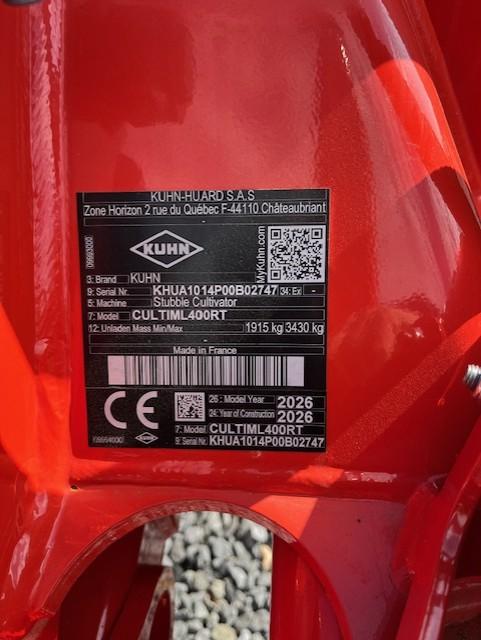 KUHN-HUARD S.A.S
Zone Horizon 2 rue du Québec F-44110 Châteaubriant
KUHN
MyKuhn.com
3: Brand KUHN
9: Serial Nr. KHUA1014P00B02747 34: Ex -
5: Machine Stubble Cultivator
7: Model CULTIML400RT
12: Unladen Mass Min/Max 1915 kg 3430 kg
-
Made in France
CE
26: Model Year 2026
24: Year of Construction 2026
7: Model CULTIML400RT
9: Serial Nr. KHUA1014P00B02747
KUHN